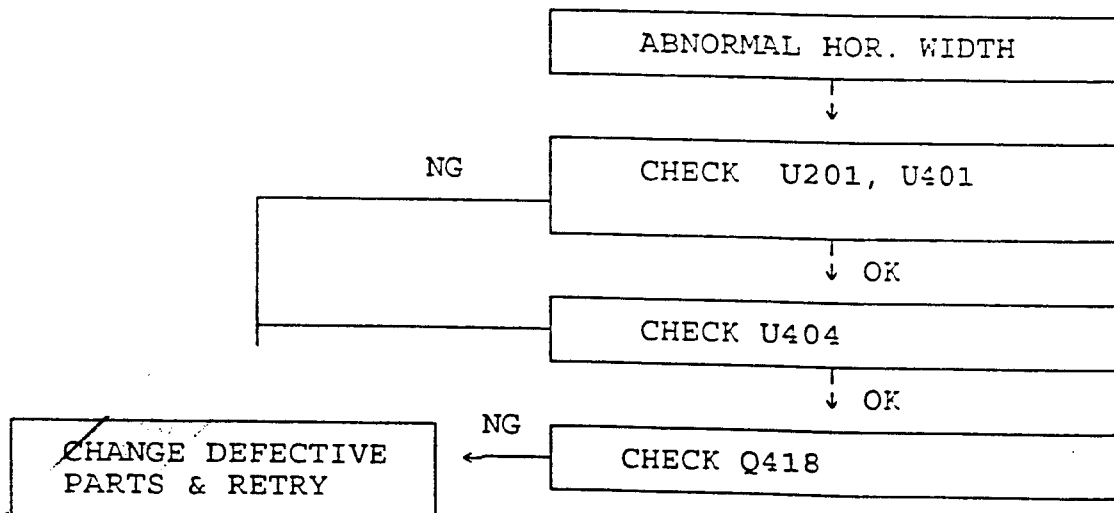 ABNORMAL HOR. WIDTH
NG
CHECK U201, U401
OK
CHECK U404
OK
NG
CHANGE DEFECTIVE
PARTS & RETRY
CHECK Q418